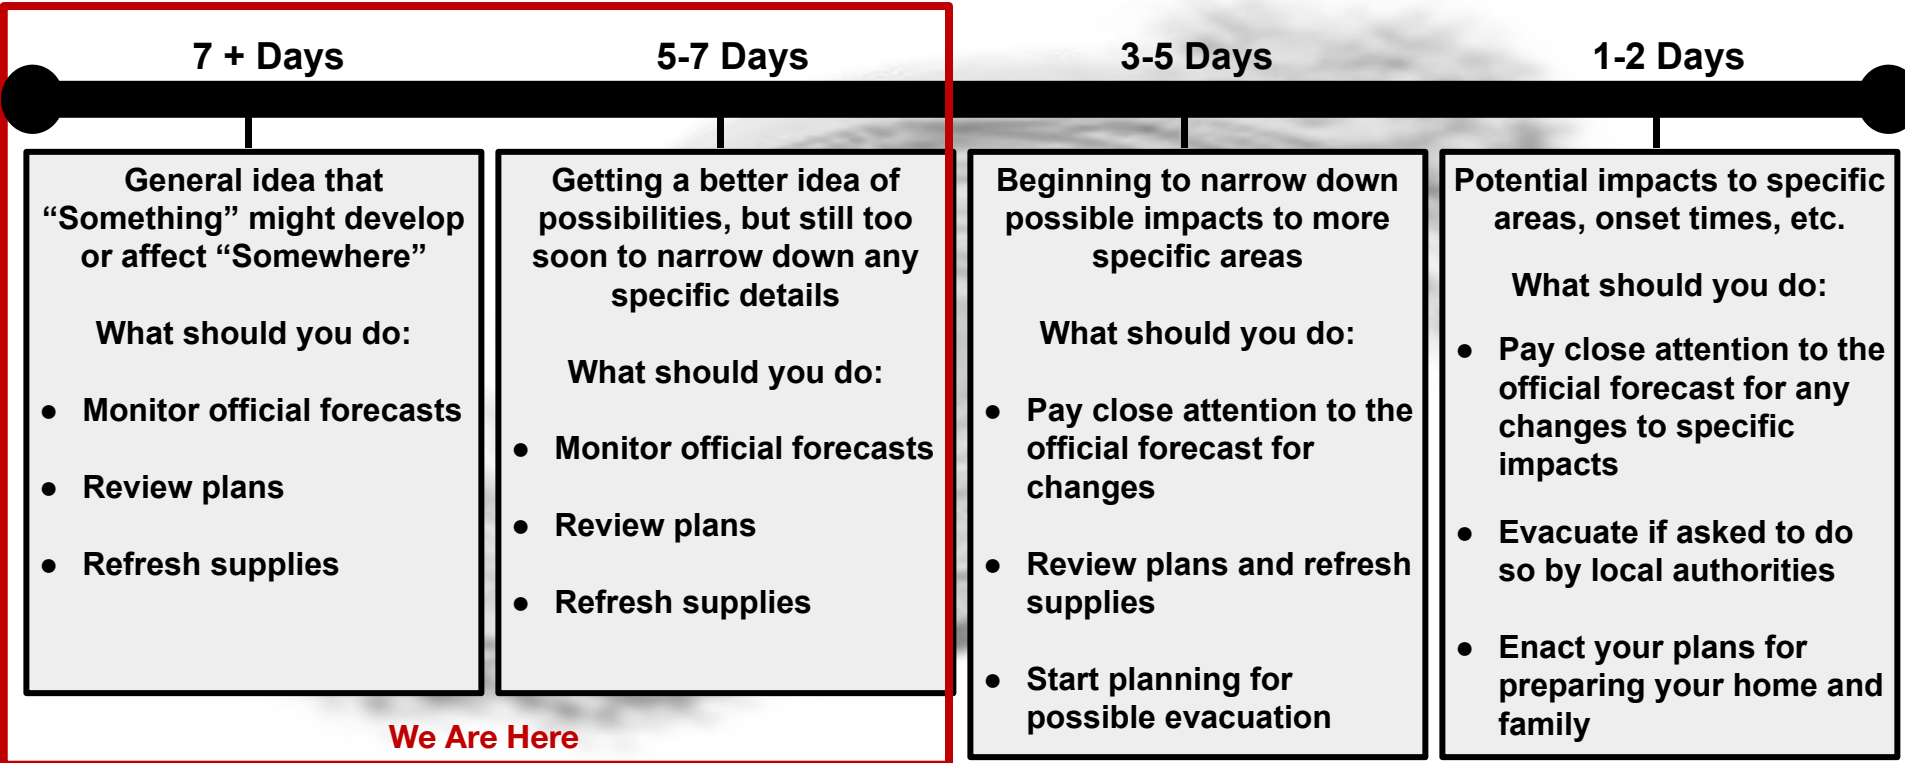 7 + Days
5-7 Days
3-5 Days
1-2 Days
General idea that
“Something” might develop
or affect “Somewhere”
What should you do:
● Monitor official forecasts
● Review plans
● Refresh supplies
Getting a better idea of
possibilities, but still too
soon to narrow down any
specific details
What should you do:
● Monitor official forecasts
● Review plans
● Refresh supplies
Beginning to narrow down
possible impacts to more
specific areas
What should you do:
● Pay close attention to the
official forecast for
changes
● Review plans and refresh
supplies
● Start planning for
possible evacuation
Potential impacts to specific
areas, onset times, etc.
What should you do:
● Pay close attention to the
official forecast for any
changes to specific
impacts
● Evacuate if asked to do
so by local authorities
● Enact your plans for
preparing your home and
family
We Are Here